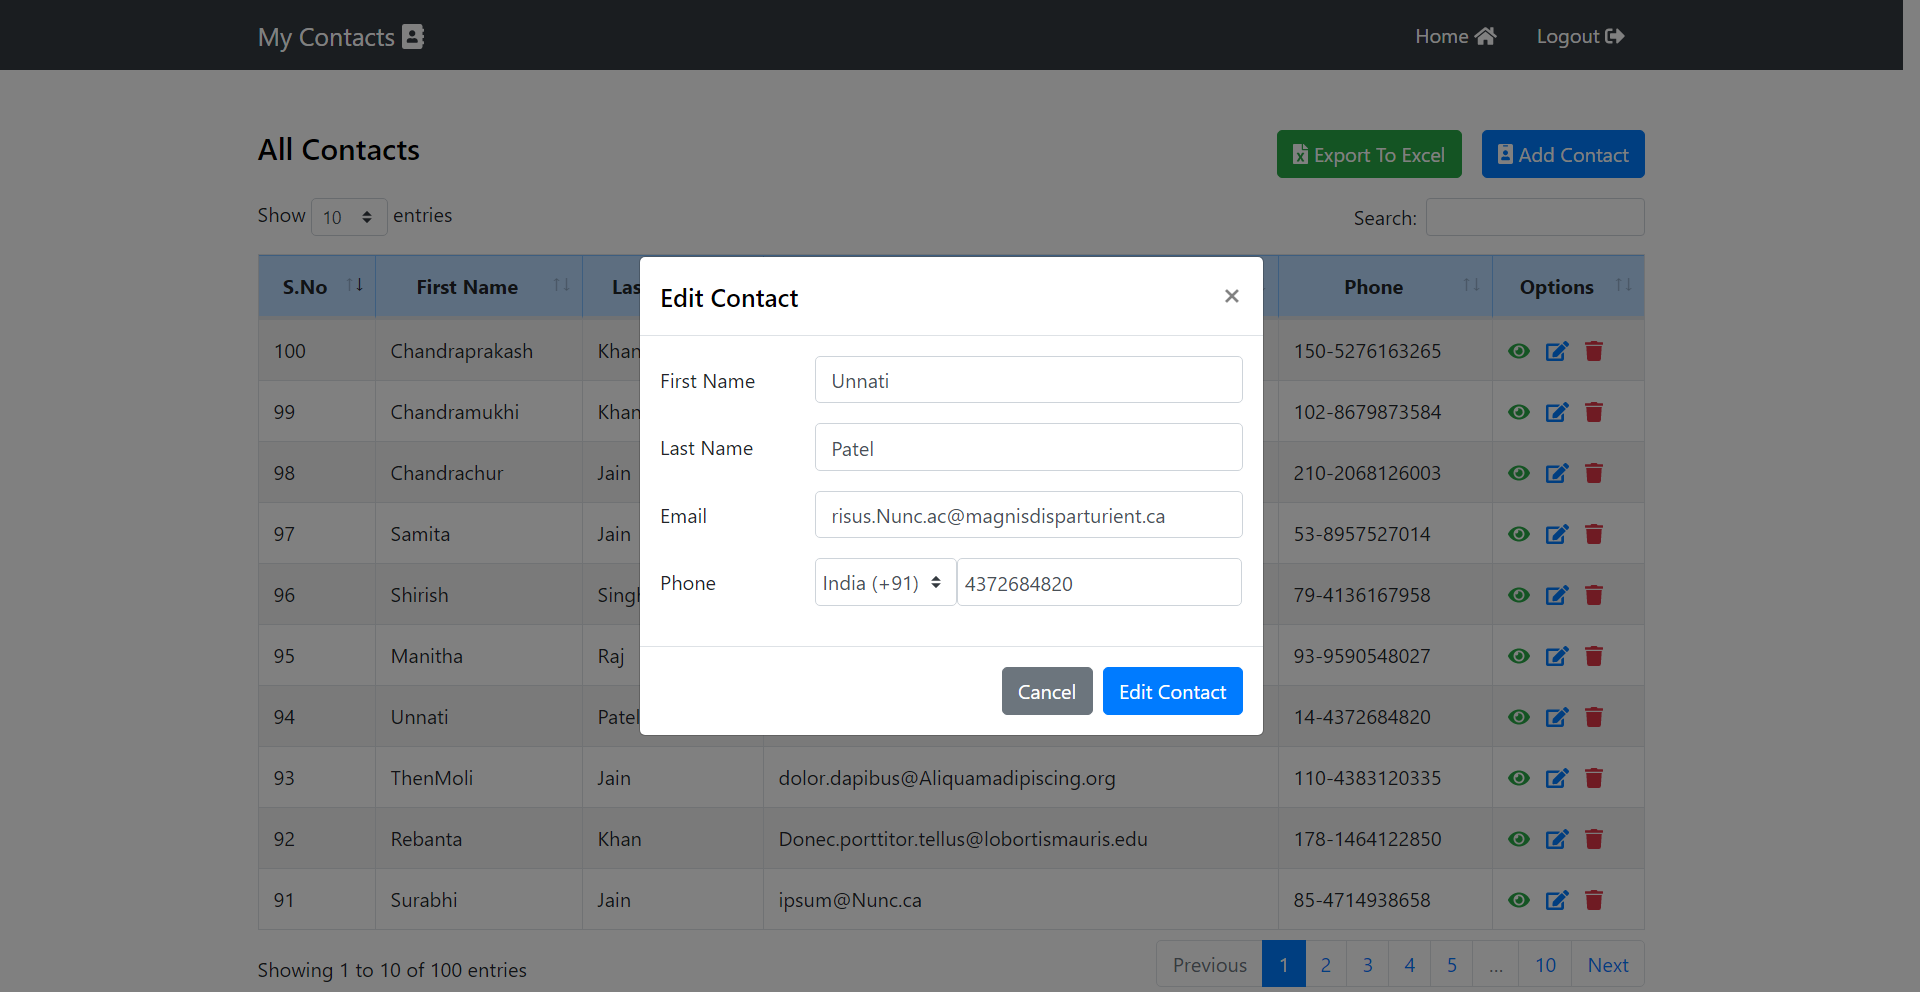 My Contacts
Home
Logout
All Contacts
Export To Excel
Add Contact
Show 10 entries
Search:
S.No First Name Las Phone Options
Edit Contact ×
First Name Unnati
Last Name Patel
Email risus.Nunc.ac@magnisdisparturient.ca
Phone India (+91) 4372684820
Cancel Edit Contact
100 Chandraprakash Khan 150-5276163265
99 Chandramukhi Khan 102-8679873584
98 Chandrachur Jain 210-2068126003
97 Samita Jain 53-8957527014
96 Shirish Singh 79-4136167958
95 Manitha Raj 93-9590548027
94 Unnati Patel 14-4372684820
93 ThenMoli Jain dolor.dapibus@Aliquamadipiscing.org 110-4383120335
92 Rebanta Khan Donec.porttitor.tellus@lobortismauris.edu 178-1464122850
91 Surabhi Jain ipsum@Nunc.ca 85-4714938658
Showing 1 to 10 of 100 entries
Previous 1 2 3 4 5 ... 10 Next